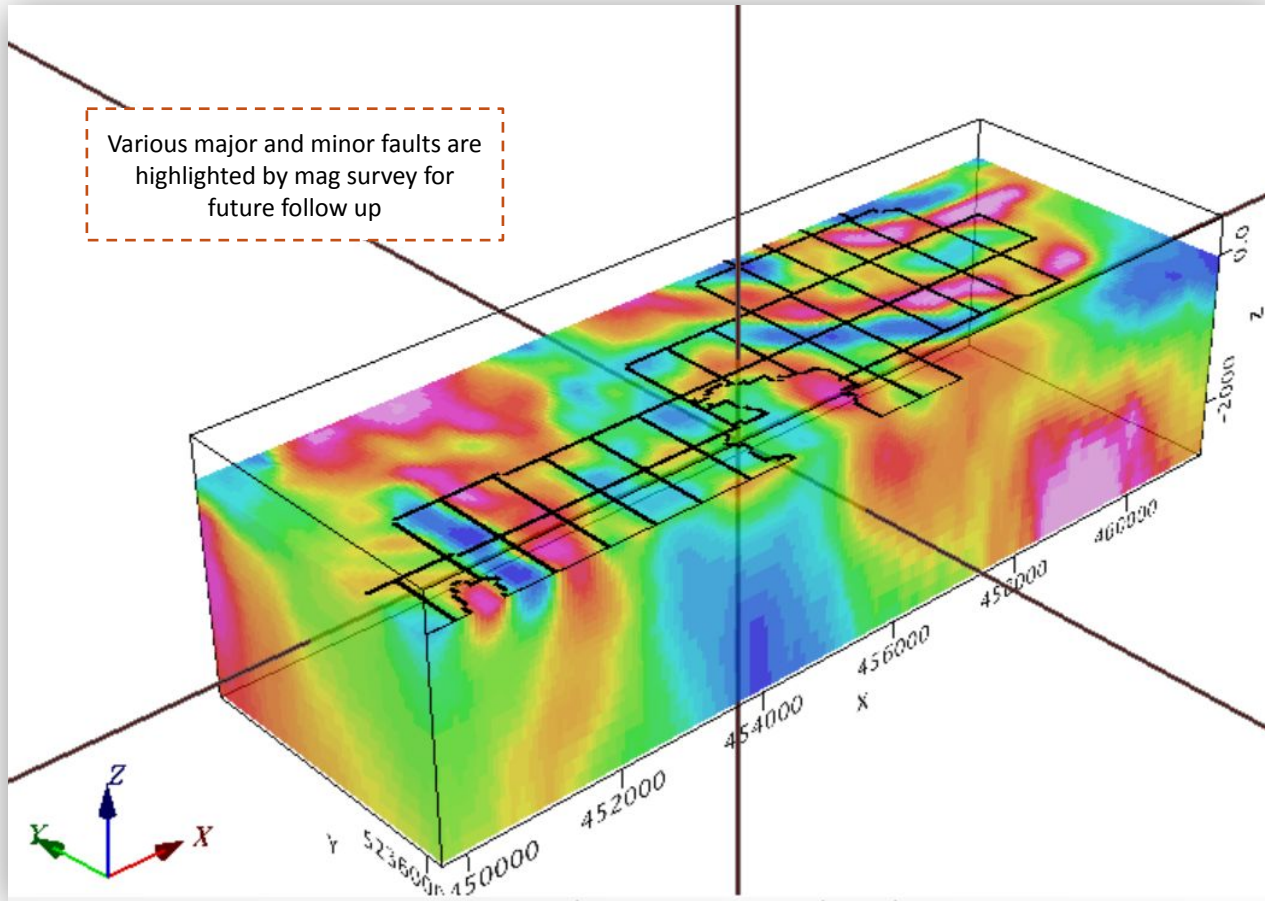 Various major and minor faults are
highlighted by mag survey for
future follow up
0.0
Z
-2000
460000
458000
456000
X
454000
452000
450000
Y
5236000
Z
Y
X